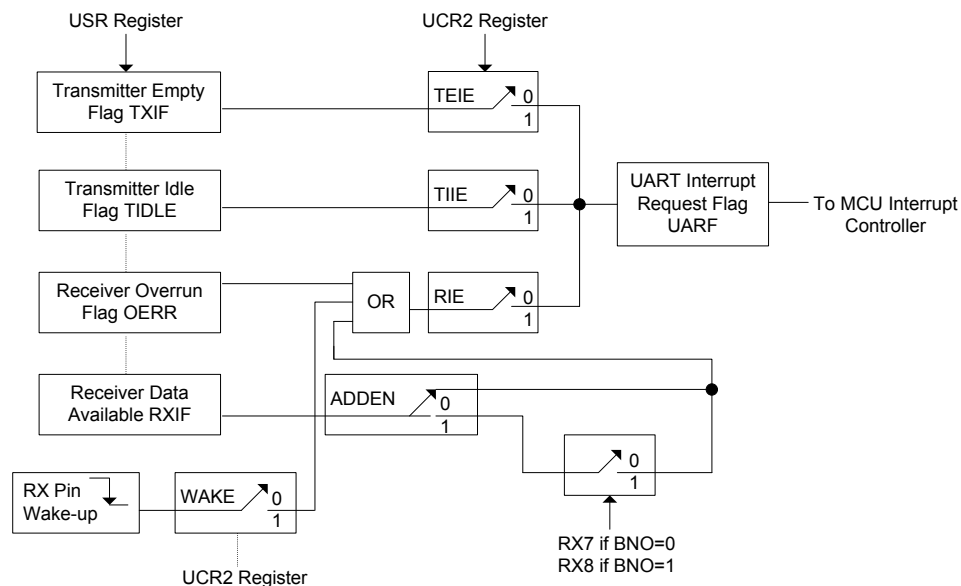 USR Register
UCR2 Register
Transmitter Empty
Flag TXIF
TEIE
0
1
Transmitter Idle
Flag TIDLE
TIIE
0
1
UART Interrupt
Request Flag
UARF
To MCU Interrupt
Controller
Receiver Overrun
Flag OERR
OR
RIE
0
1
Receiver Data
Available RXIF
ADDEN
0
1
0
1
RX Pin
Wake-up
WAKE
0
1
RX7 if BNO=0
RX8 if BNO=1
UCR2 Register